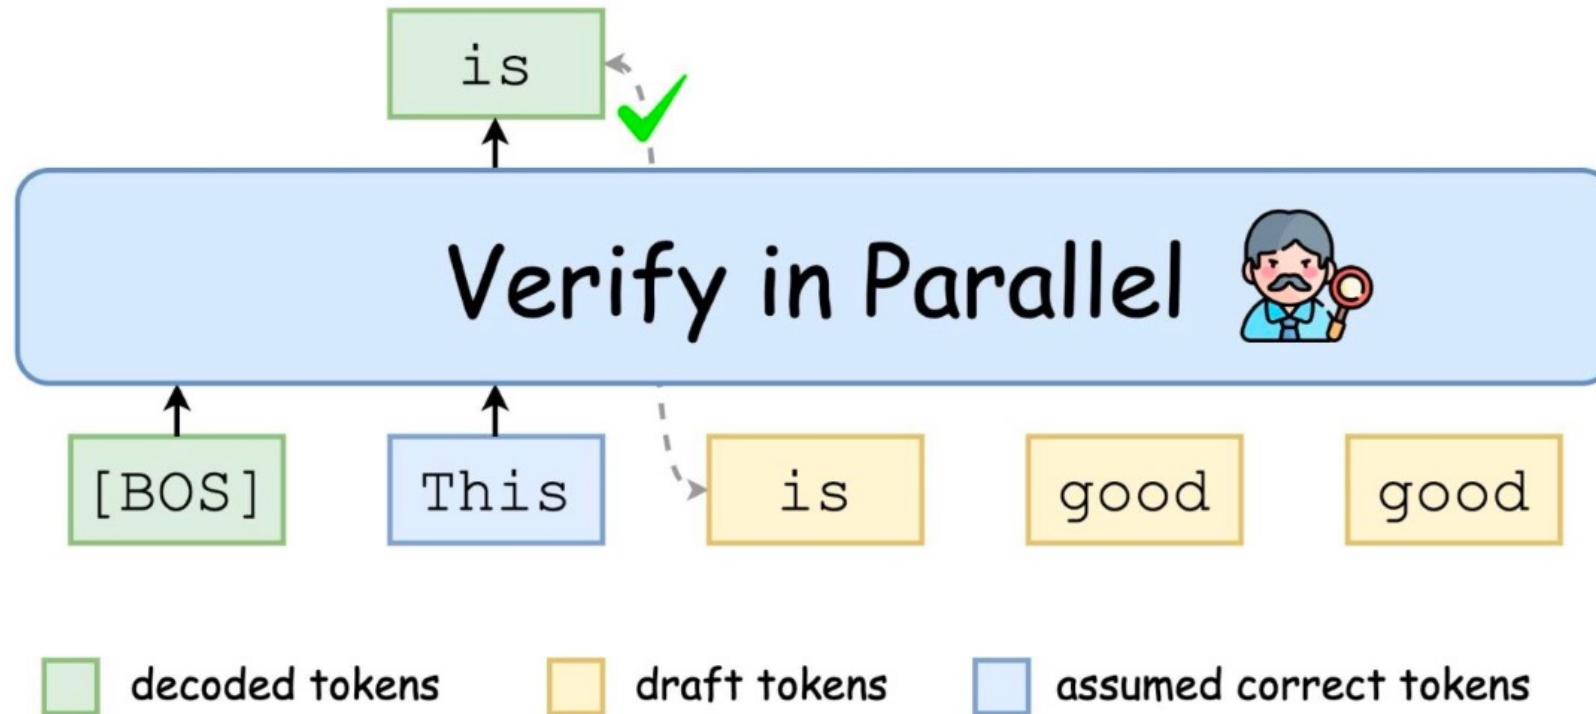 is
Verify in Parallel
[BOS] This is good good
decoded tokens draft tokens assumed correct tokens